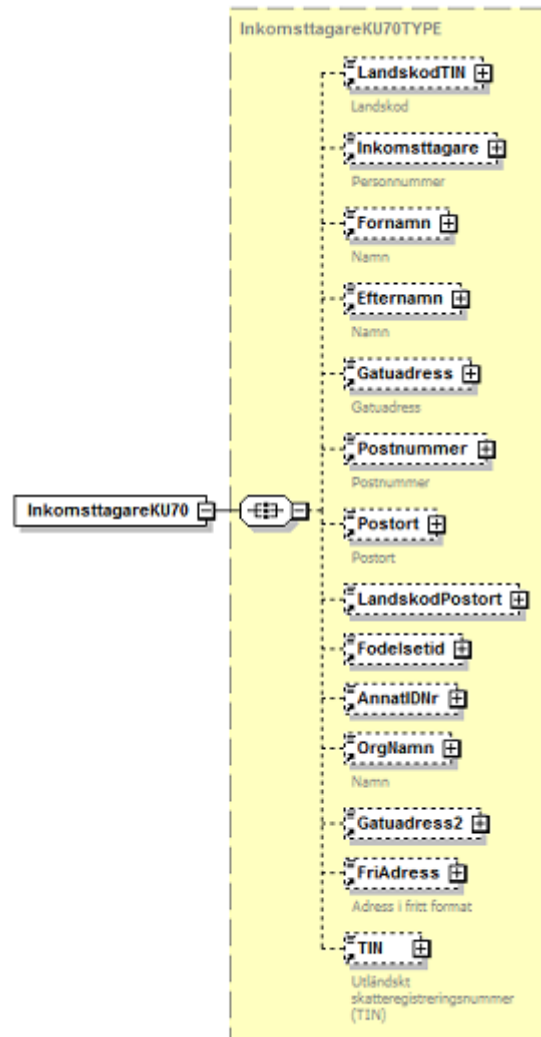 InkomsttagareKU70TYPE
LandskodTIN
Landskod
Inkomsttagare
Personnummer
Fornamn
Namn
Efternamn
Namn
Gatuadress
Gatuadress
Postnummer
Postnummer
InkomsttagareKU70
Postort
Postort
LandskodPostort
Fodelsetid
AnnatIDNr
OrgNamn
Namn
Gatuadress2
FriAdress
Adress i fritt format
TIN
Utländskt
skatteregistreringsnummer
(TIN)